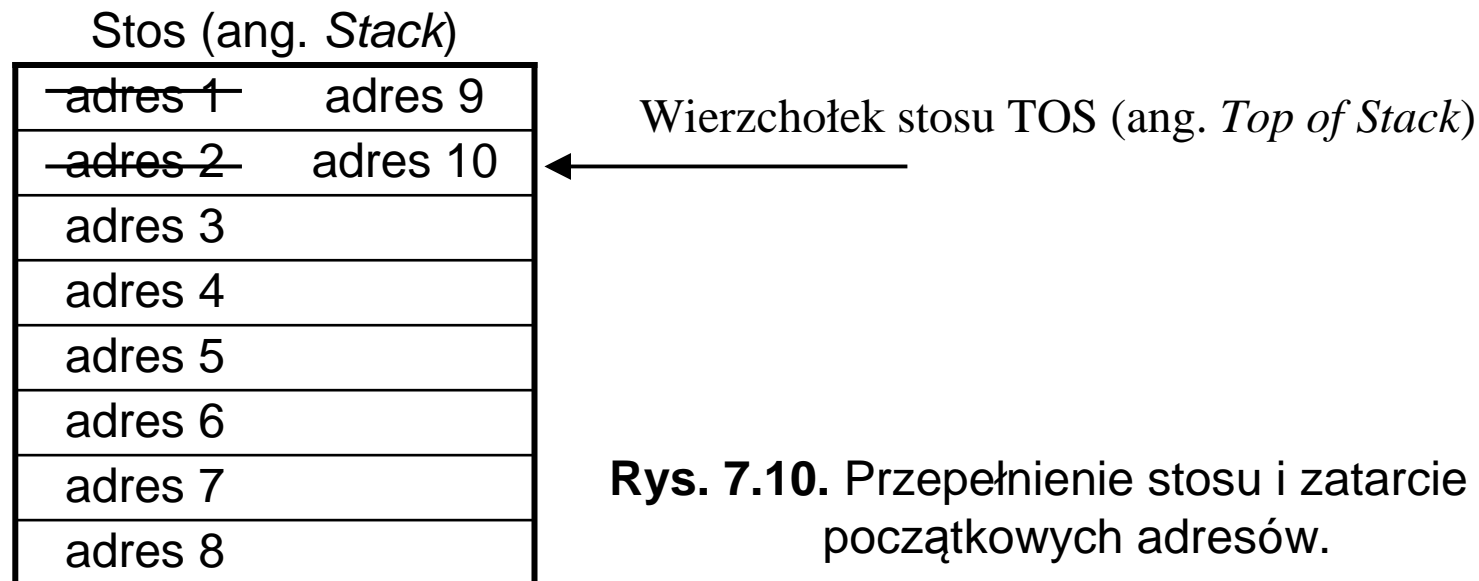 Stos (ang. Stack)
adres 1 adres 9
Wierzchołek stosu TOS (ang. Top of Stack)
adres 2 adres 10
adres 3
adres 4
adres 5
adres 6
adres 7
adres 8
Rys. 7.10. Przepełnienie stosu i zatarcie
początkowych adresów.